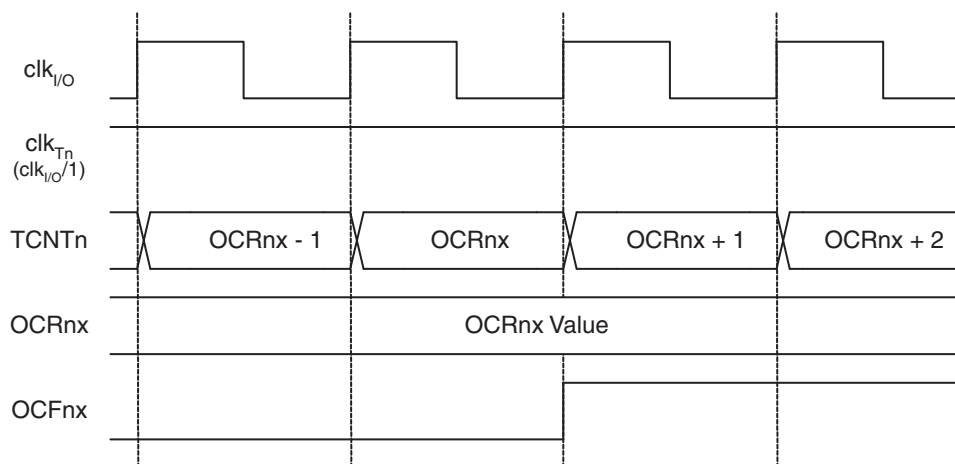 clkI/O
clkTn
(clkI/O/1)
TCNTn
OCRnx - 1
OCRnx
OCRnx + 1
OCRnx + 2
OCRnx
OCRnx Value
OCFnx